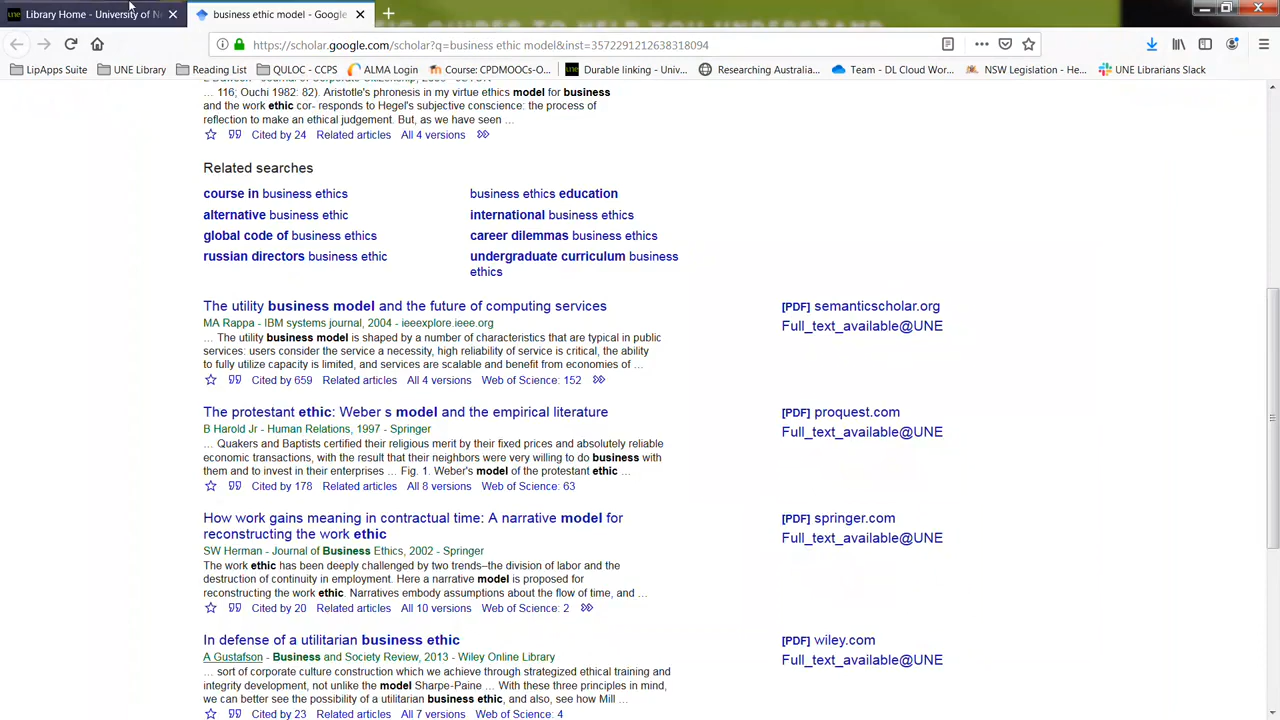 Library Home - University of N
business ethic model - Google
https://scholar.google.com/scholar?q=business ethic model&inst=3572291212638318094
LipApps Suite
UNE Library
Reading List
QULOC - CCPS
ALMA Login
Course: CPDMOOCs-O...
Durable linking - Univ...
Researching Australia...
Team - DL Cloud Wor...
NSW Legislation - He...
UNE Librarians Slack
... 116; Ouchi 1982: 82). Aristotle's phronesis in my virtue ethics model for business
and the work ethic cor- responds to Hegel's subjective conscience: the process of
reflection to make an ethical judgement. But, as we have seen ...
Cited by 24 Related articles All 4 versions
Related searches
course in business ethics
business ethics education
alternative business ethic
international business ethics
global code of business ethics
career dilemmas business ethics
russian directors business ethic
undergraduate curriculum business
ethics
The utility business model and the future of computing services
[PDF] semanticscholar.org
MA Rappa - IBM systems journal, 2004 - ieeexplore.ieee.org
Full_text_available@UNE
... The utility business model is shaped by a number of characteristics that are typical in public
services: users consider the service a necessity, high reliability of service is critical, the ability
to fully utilize capacity is limited, and services are scalable and benefit from economies of ...
Cited by 659 Related articles All 4 versions Web of Science: 152
The protestant ethic: Weber s model and the empirical literature
[PDF] proquest.com
B Harold Jr - Human Relations, 1997 - Springer
Full_text_available@UNE
... Quakers and Baptists certified their religious merit by their fixed prices and absolutely reliable
economic transactions, with the result that their neighbors were very willing to do business with
them and to invest in their enterprises ... Fig. 1. Weber's model of the protestant ethic ...
Cited by 178 Related articles All 8 versions Web of Science: 63
How work gains meaning in contractual time: A narrative model for
reconstructing the work ethic
[PDF] springer.com
Full_text_available@UNE
SW Herman - Journal of Business Ethics, 2002 - Springer
The work ethic has been deeply challenged by two trends–the division of labor and the
destruction of continuity in employment. Here a narrative model is proposed for
reconstructing the work ethic. Narratives embody assumptions about the flow of time, and ...
Cited by 20 Related articles All 10 versions Web of Science: 2
In defense of a utilitarian business ethic
[PDF] wiley.com
A Gustafson - Business and Society Review, 2013 - Wiley Online Library
Full_text_available@UNE
... sort of corporate culture construction which we achieve through strategized ethical training and
integrity development, not unlike the model Sharpe-Paine ... With these three principles in mind,
we can better see the possibility of a utilitarian business ethic, and also, see how Mill ...
Cited by 23 Related articles All 7 versions Web of Science: 4